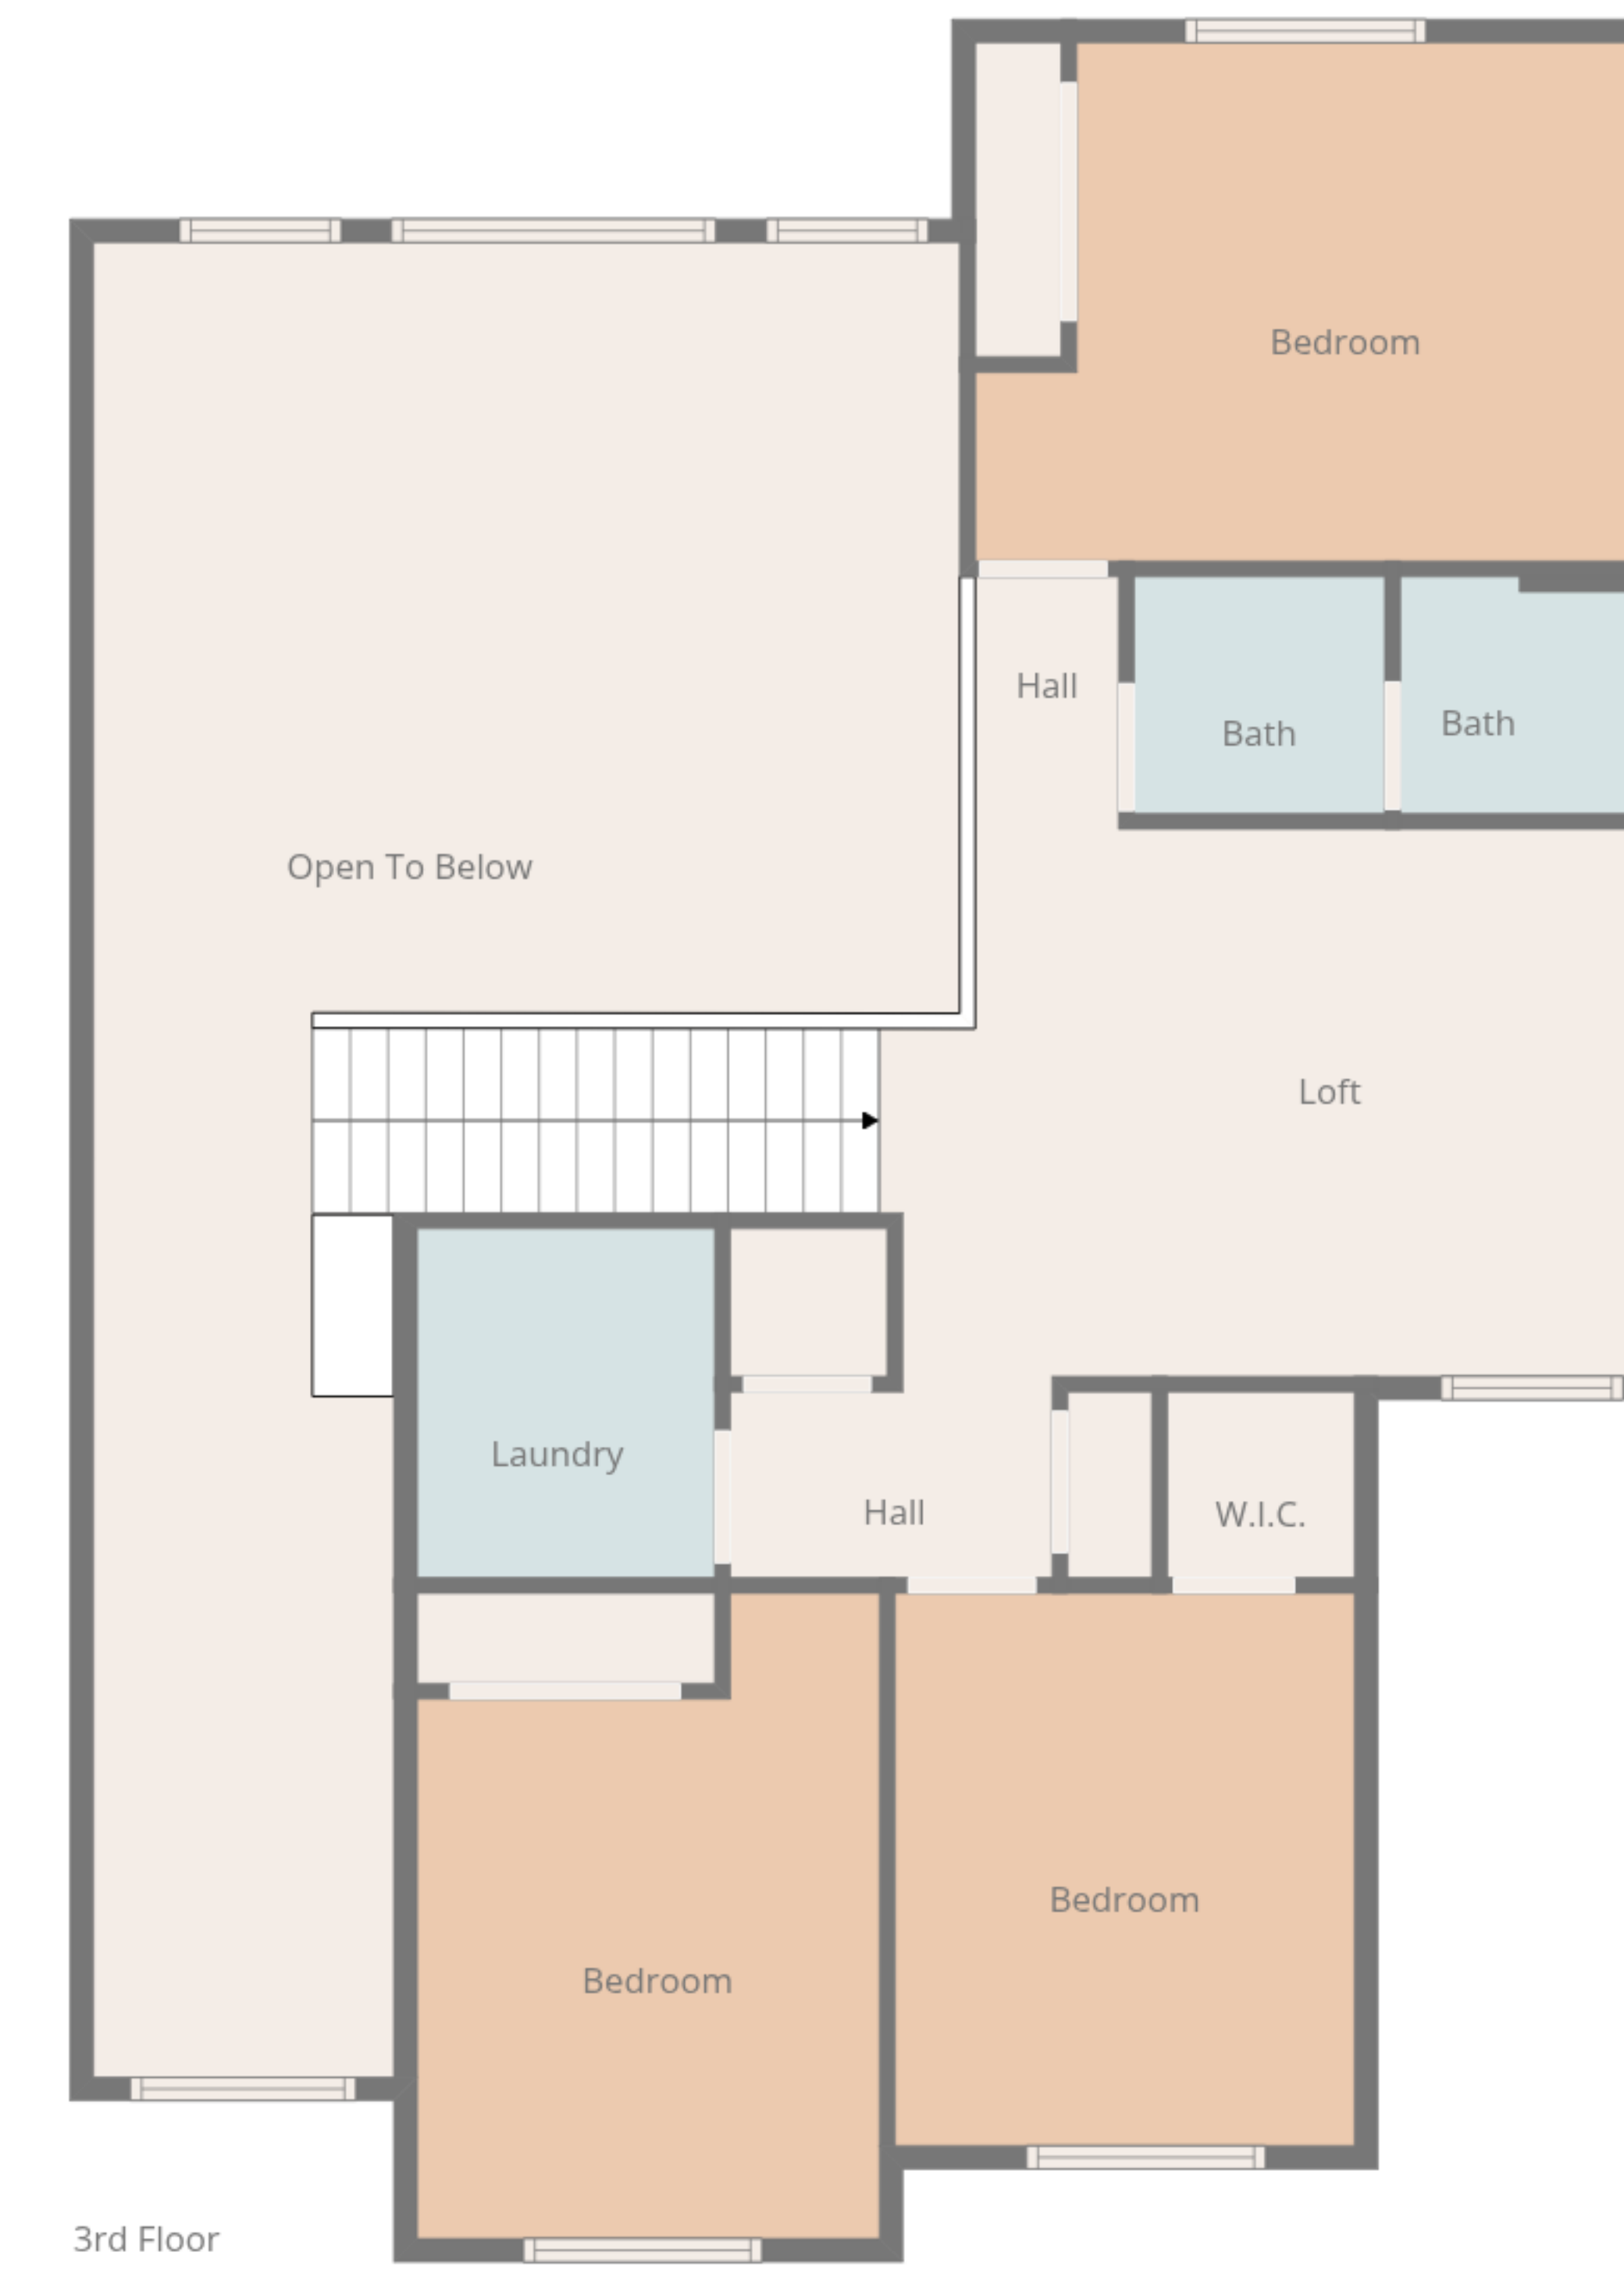 Bedroom
Hall
Bath
Bath
Open To Below
Loft
Laundry
Hall
W.I.C.
Bedroom
Bedroom
3rd Floor